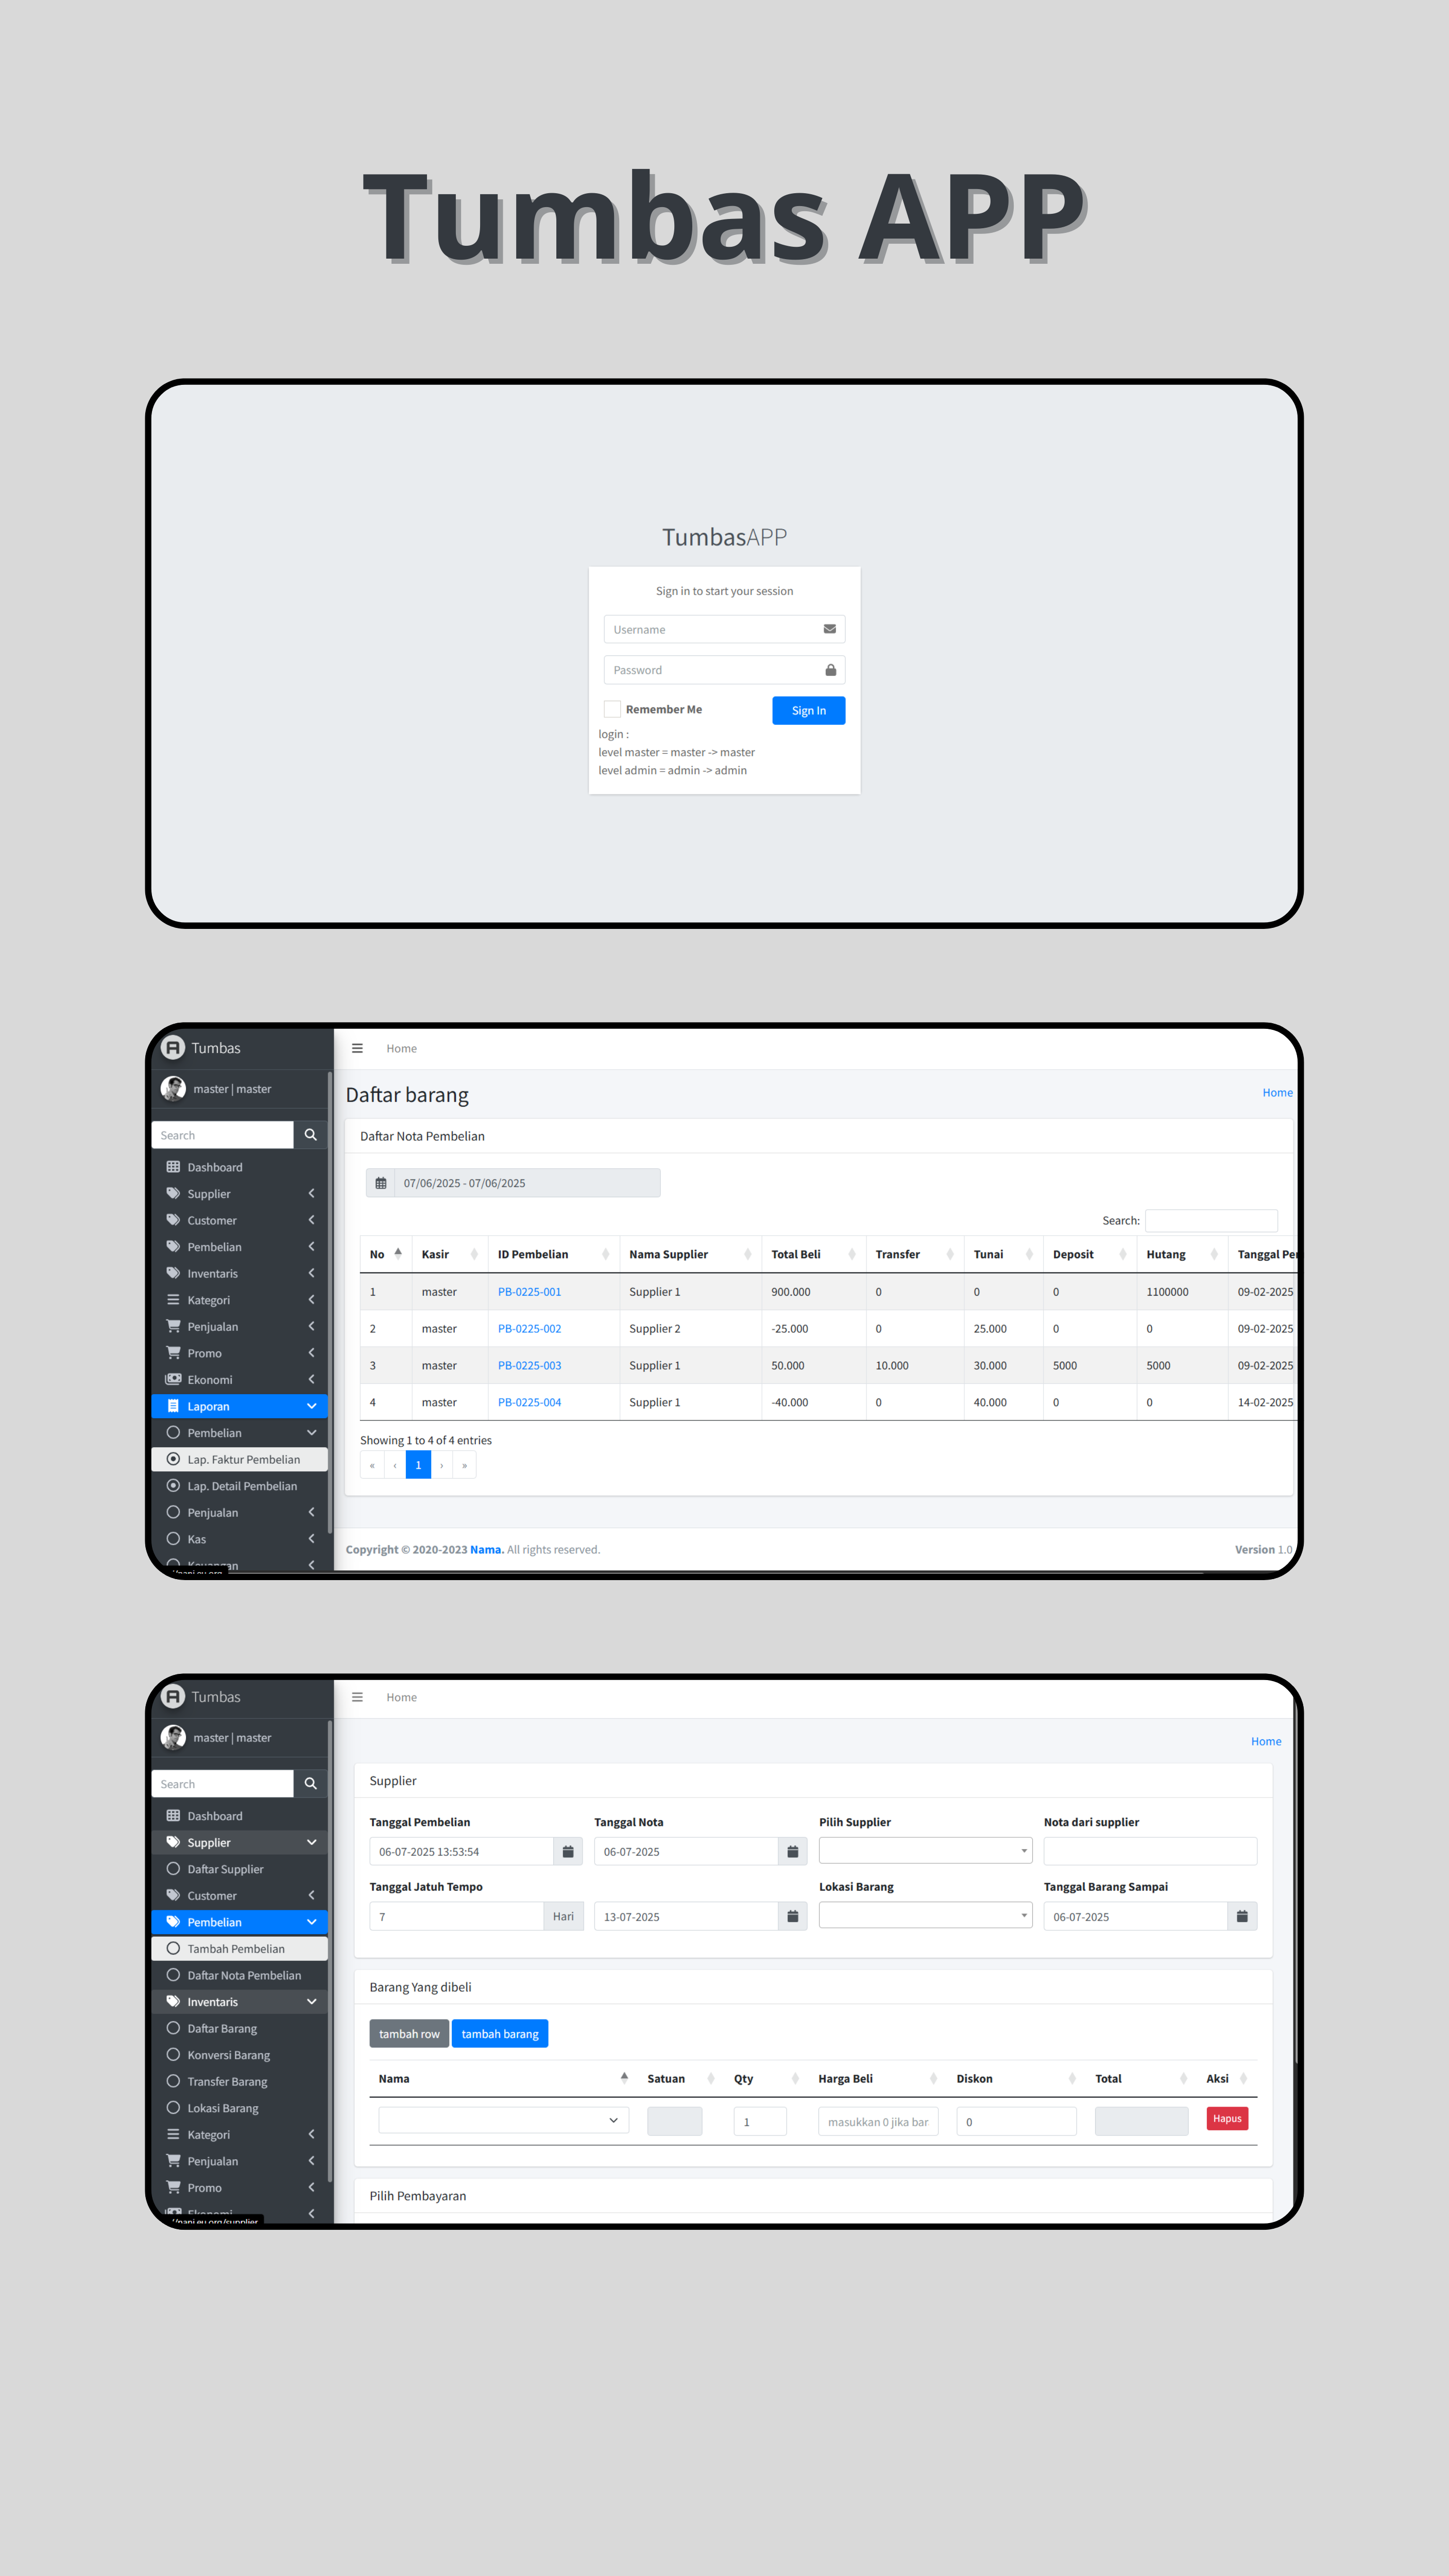 Tumbas APP
TumbasAPP
Sign in to start your session
Username
Password
Remember Me
Sign In
login :
level master = master -> master
level admin = admin -> admin
Tumbas
Home
master | master
Daftar barang
Home
Search
Daftar Nota Pembelian
Dashboard
Supplier
Customer
Pembelian
Inventaris
Kategori
Penjualan
Promo
Ekonomi
Laporan
Pembelian
Lap. Faktur Pembelian
Lap. Detail Pembelian
Penjualan
Kas
Keuangan
07/06/2025 - 07/06/2025
Search:
No Kasir ID Pembelian Nama Supplier Total Beli Transfer Tunai Deposit Hutang Tanggal
1 master PB-0225-001 Supplier 1 900.000 0 0 0 1100000 09-02-2025
2 master PB-0225-002 Supplier 2 -25.000 0 25.000 0 0 09-02-2025
3 master PB-0225-003 Supplier 1 50.000 10.000 30.000 5000 5000 09-02-2025
4 master PB-0225-004 Supplier 1 -40.000 0 40.000 0 0 14-02-2025
Showing 1 to 4 of 4 entries
« ‹ 1 › »
Copyright © 2020-2023 Nama. All rights reserved.
Version 1.0
Tumbas
Home
master | master
Home
Search
Dashboard
Supplier
Daftar Supplier
Customer
Pembelian
Tambah Pembelian
Daftar Nota Pembelian
Inventaris
Daftar Barang
Konversi Barang
Transfer Barang
Lokasi Barang
Kategori
Penjualan
Promo
Ekonomi
Supplier
Tanggal Pembelian Tanggal Nota Pilih Supplier Nota dari supplier
06-07-2025 13:53:54 06-07-2025
Tanggal Jatuh Tempo Lokasi Barang Tanggal Barang Sampai
7 Hari 13-07-2025 06-07-2025
Barang Yang dibeli
tambah row tambah barang
Nama Satuan Qty Harga Beli Diskon Total Aksi
1 masukkan 0 jika bar 0 Hapus
Pilih Pembayaran